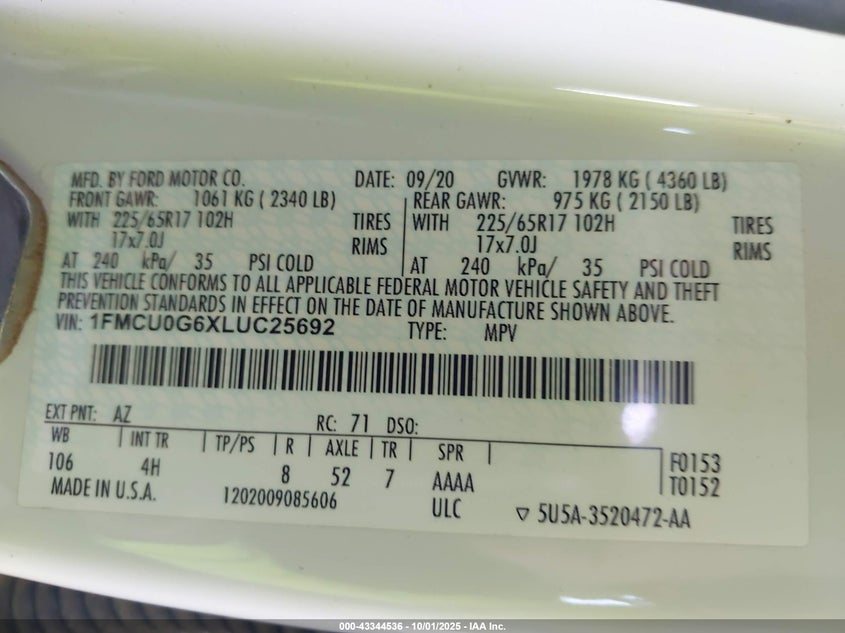 MFD. BY FORD MOTOR CO. DATE: 09/20 GVWR: 1978 KG ( 4360 LB)
FRONT GAWR: 1061 KG ( 2340 LB) REAR GAWR: 975 KG ( 2150 LB)
WITH 225/65R17 102H TIRES WITH 225/65R17 102H TIRES
17x7.0J RIMS 17x7.0J RIMS
AT 240 kPa/ 35 PSI COLD AT 240 kPa/ 35 PSI COLD
THIS VEHICLE CONFORMS TO ALL APPLICABLE FEDERAL MOTOR VEHICLE SAFETY AND THEFT
PREVENTION STANDARDS IN EFFECT ON THE DATE OF MANUFACTURE SHOWN ABOVE.
VIN: 1FMCU0G6XLUC25692 TYPE: MPV
EXT PNT: AZ RC: 71 DSO:
WB INT TR TP/PS R AXLE TR SPR
106 4H 8 52 7 AAAA F0153
T0152
MADE IN U.S.A. 1202009085606 ULC ▽ 5U5A-3520472-AA
000-43344536 | 10/01/2025 - IAA Inc.